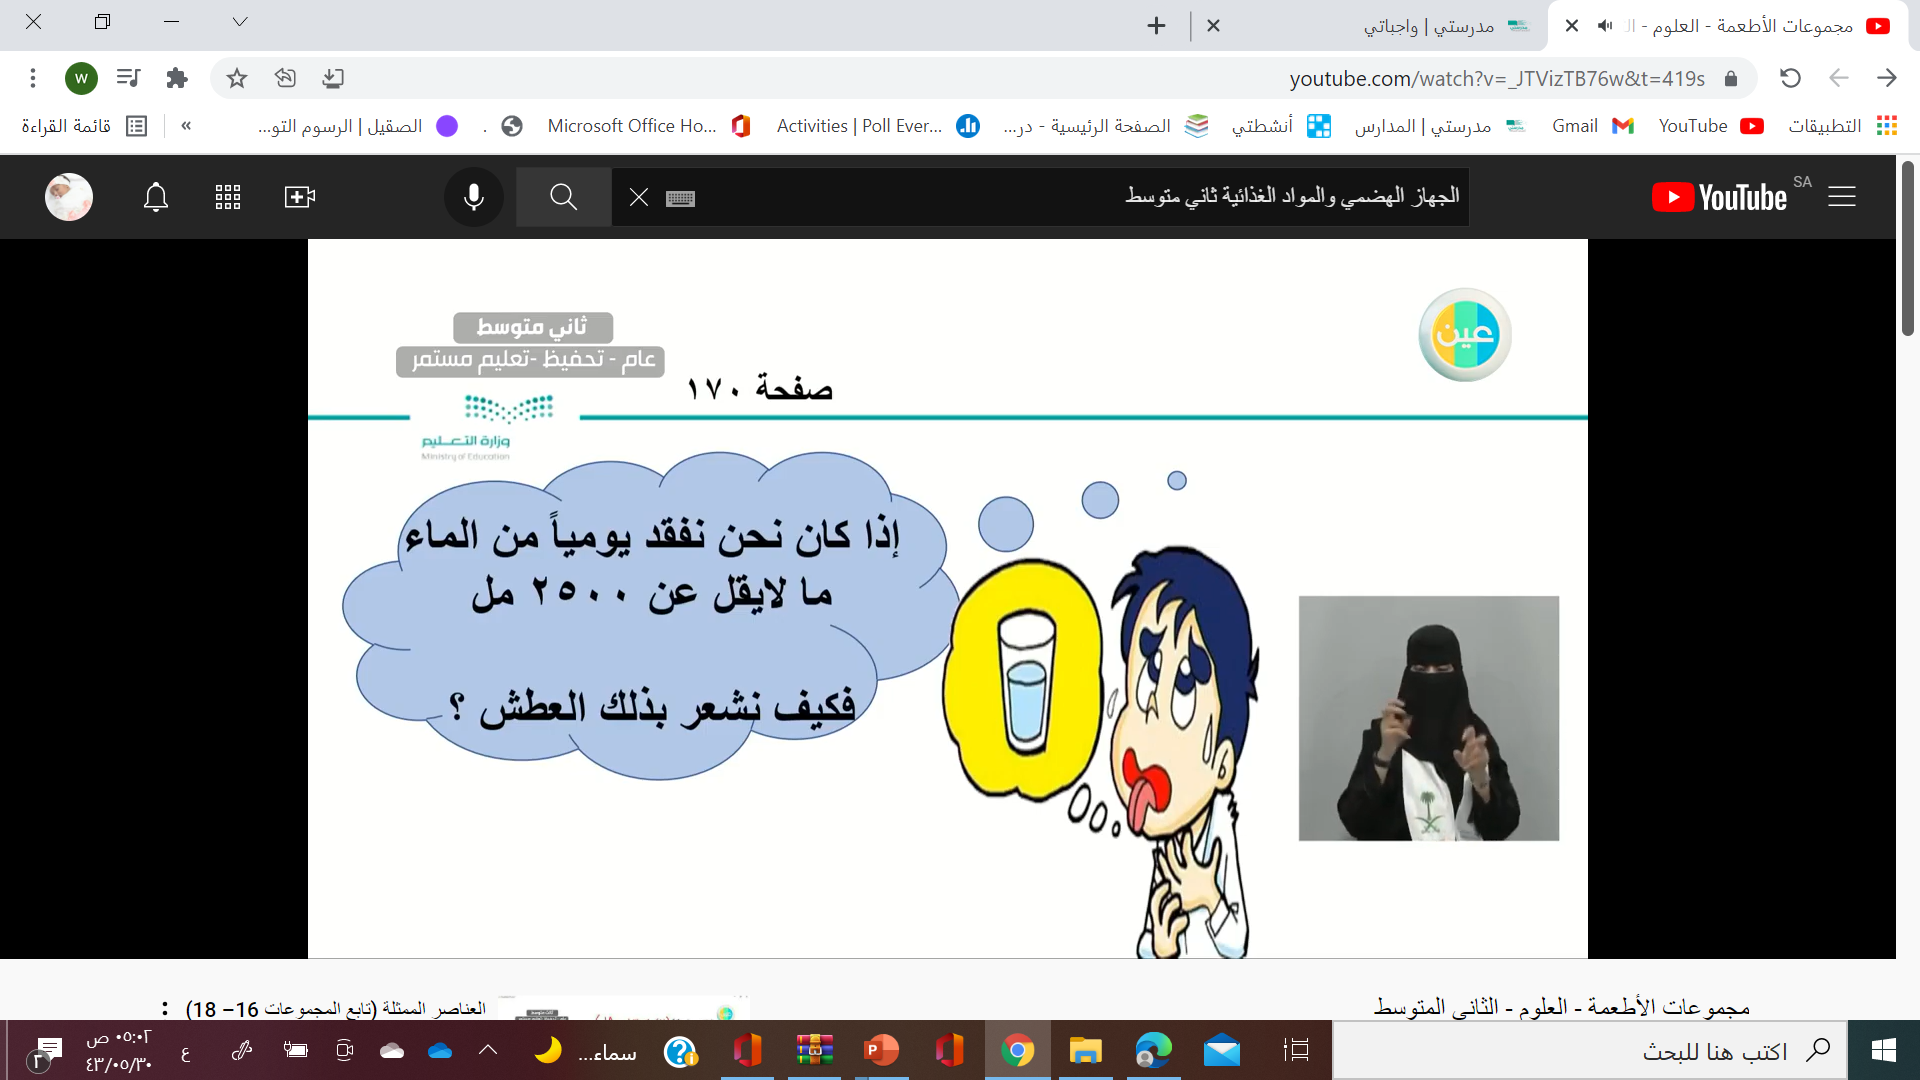 مجموعات الأطعمة - العلوم - الـ
مدرستي | واجباتي
youtube.com/watch?v=_JTVizTB76w&t=419s
W
التطبيقات
YouTube
Gmail
مدرستي | المدارس
أنشطتي
الصفحة الرئيسية - در...
Activities | Poll Ever...
Microsoft Office Ho...
.
الصقيل | الرسوم التو...
»
قائمة القراءة
YouTube SA
الجهاز الهضمي والمواد الغذائية ثاني متوسط
عين
ثاني متوسط
عام - تحفيظ -تعليم مستمر
صفحة ١٧٠
وزارة التعليم
Ministry of Education
إذا كان نحن نفقد يومياً من الماء
ما لايقل عن ٢٥٠٠ مل
فكيف نشعر بذلك العطش ؟
مجموعات الأطعمة - العلوم - الثاني المتوسط
العناصر الممثلة (تابع المجموعات 16– 18)
اكتب هنا للبحث
سماء...
ع
٠٥:٠٢ ص
٤٣/٠٥/٣٠
٣